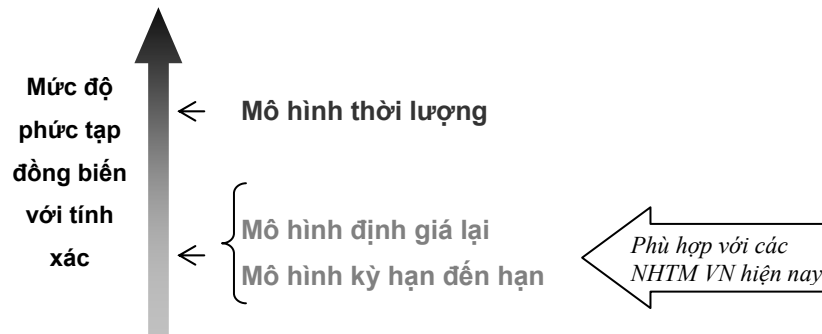 Mức độ
phức tạp
đồng biến
với tính
xác
Mô hình thời lượng
Mô hình định giá lại
Mô hình kỳ hạn đến hạn
Phù hợp với các
NHTM VN hiện nay